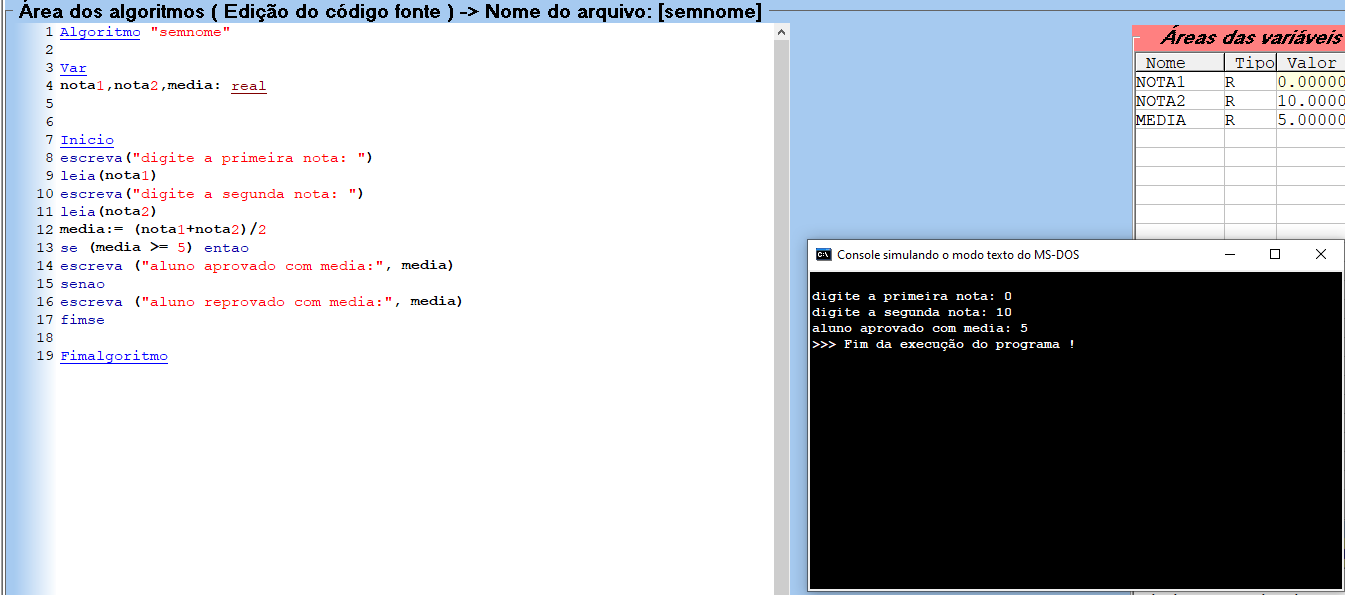 Área dos algoritmos ( Edição do código fonte ) -> Nome do arquivo: [semnome]
1 Algoritmo "semnome"
2
3 Var
4 nota1,nota2,media: real
5
6
7 Inicio
8 escreva("digite a primeira nota: ")
9 leia(nota1)
10 escreva("digite a segunda nota: ")
11 leia(nota2)
12 media:= (nota1+nota2)/2
13 se (media >= 5) entao
14 escreva ("aluno aprovado com media:", media)
15 senao
16 escreva ("aluno reprovado com media:", media)
17 fimse
18
19 Fimalgoritmo
Áreas das variáveis
Nome Tipo Valor
NOTA1 R 0.00000
NOTA2 R 10.0000
MEDIA R 5.00000
C:\ Console simulando o modo texto do MS-DOS
digite a primeira nota: 0
digite a segunda nota: 10
aluno aprovado com media: 5
>>> Fim da execução do programa !